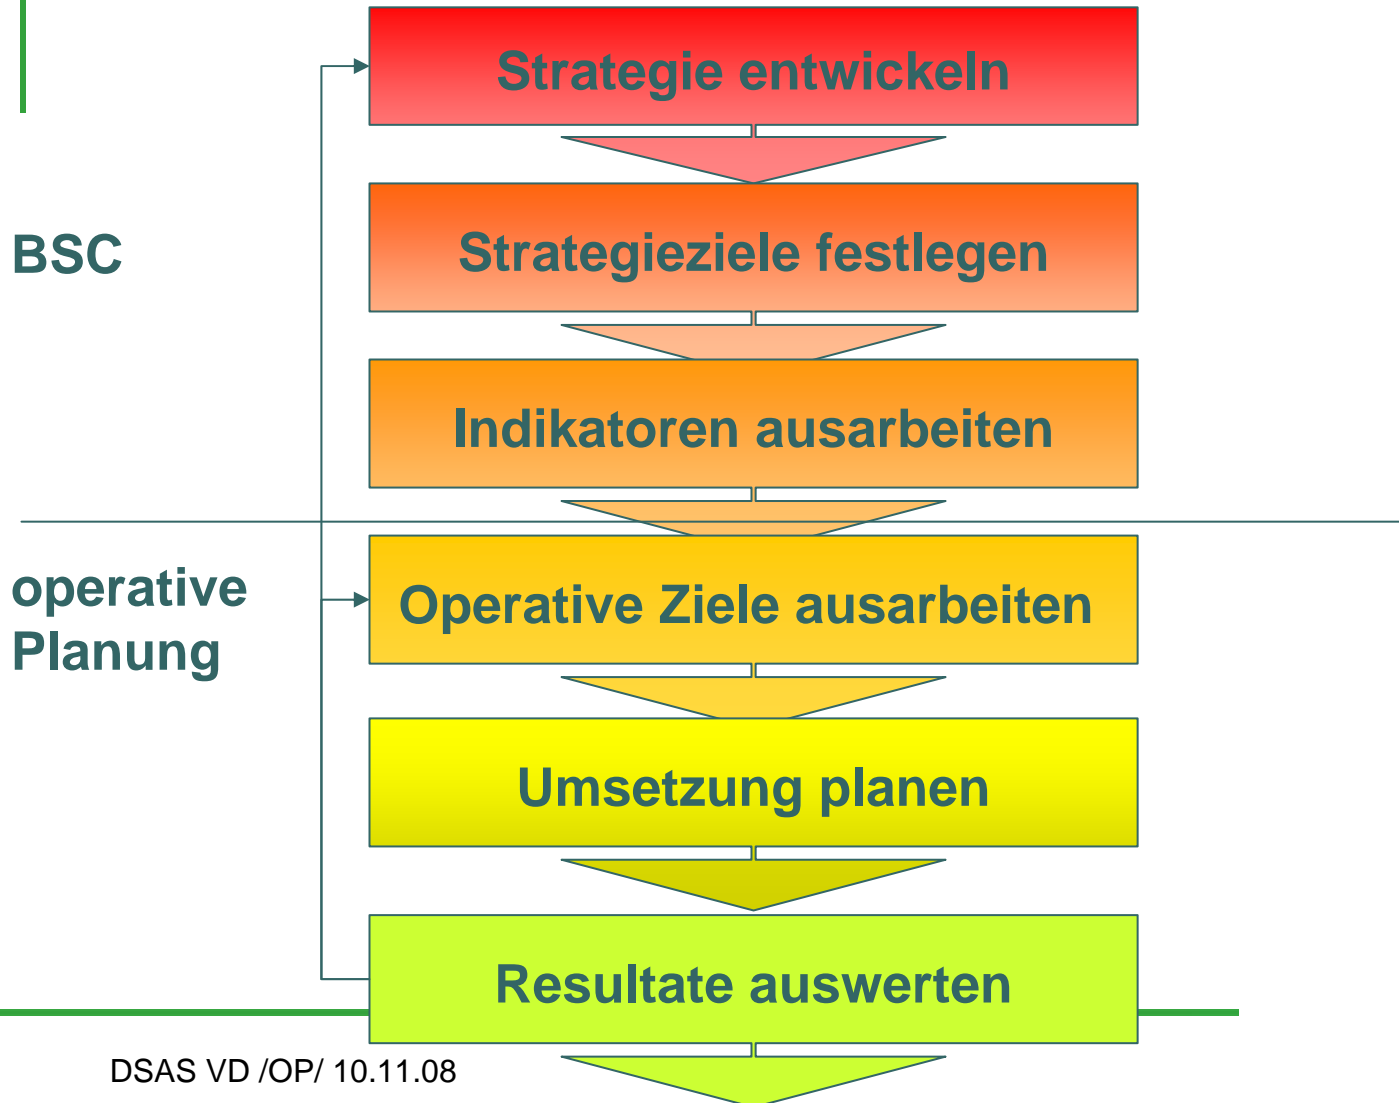 Strategie entwickeln
BSC
Strategieziele festlegen
Indikatoren ausarbeiten
operative
Planung
Operative Ziele ausarbeiten
Umsetzung planen
Resultate auswerten
DSAS VD /OP/ 10.11.08